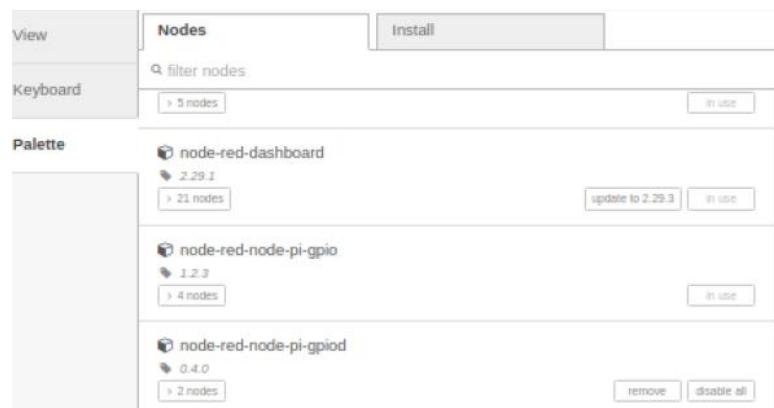 View
Keyboard
Palette
Nodes
Install
filter nodes
5 nodes
in use
node-red-dashboard
2.29.1
21 nodes
update to 2.29.3
in use
node-red-node-pi-gpio
1.2.3
4 nodes
in use
node-red-node-pi-gpiod
0.4.0
2 nodes
remove
disable all